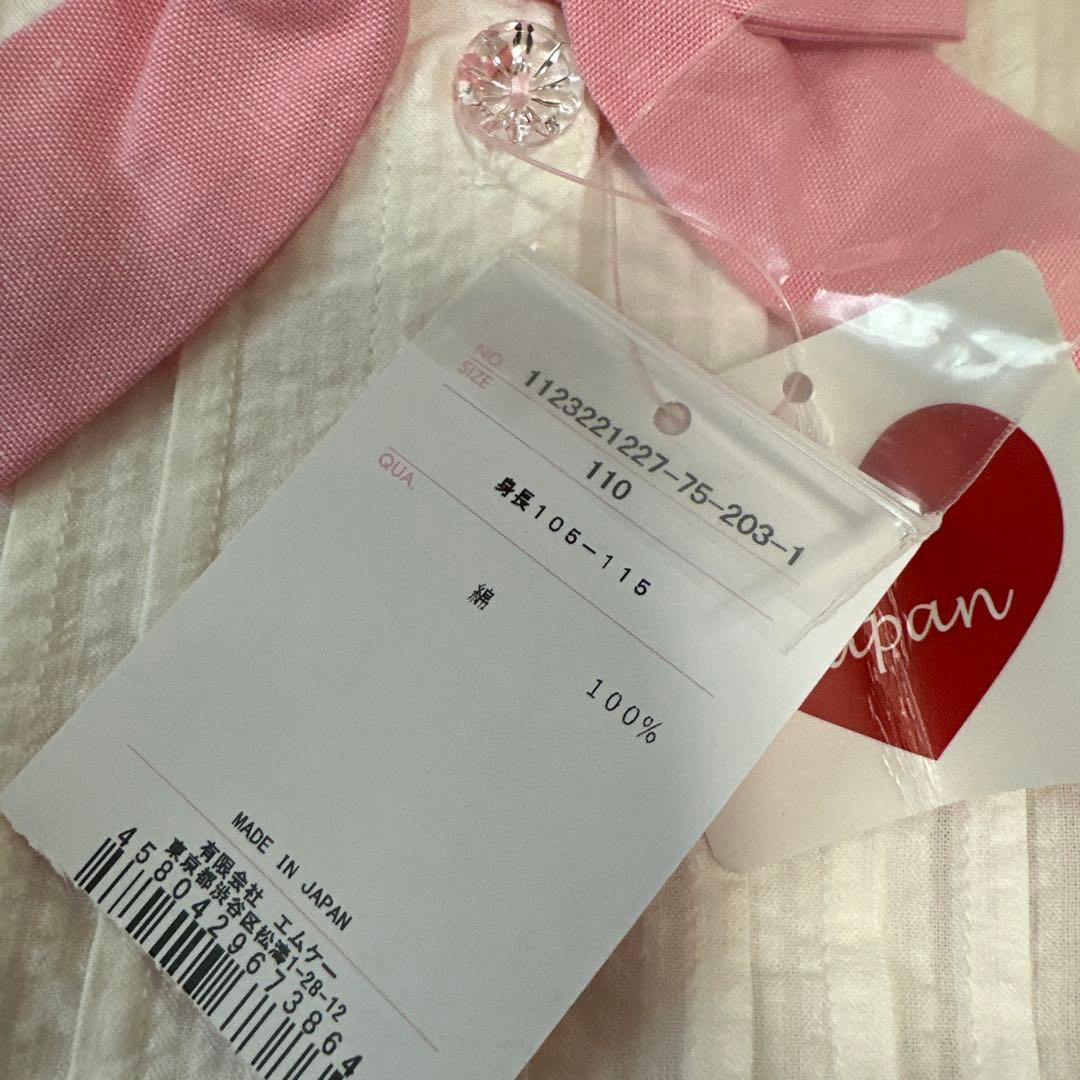 NO 1123221227-75-203-1
SIZE 110
身長105-115
QUA.
綿 100%
MADE IN JAPAN
有限会社 エムケー
東京都渋谷区松濤1-28-12
4580429673864
apan